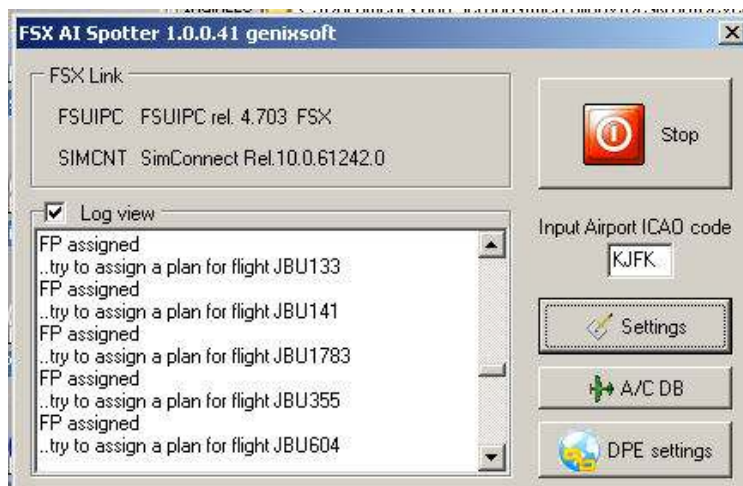 FSX AI Spotter 1.0.0.41 genixsoft
FSX Link
FSUIPC FSUIPC rel. 4.703 FSX
SIMCNT SimConnect Rel.10.0.61242.0
Stop
Log view
FP assigned
..try to assign a plan for flight JBU133
FP assigned
..try to assign a plan for flight JBU141
FP assigned
..try to assign a plan for flight JBU1783
FP assigned
..try to assign a plan for flight JBU355
FP assigned
..try to assign a plan for flight JBU604
Input Airport ICAO code
KJFK
Settings
A/C DB
DPE settings